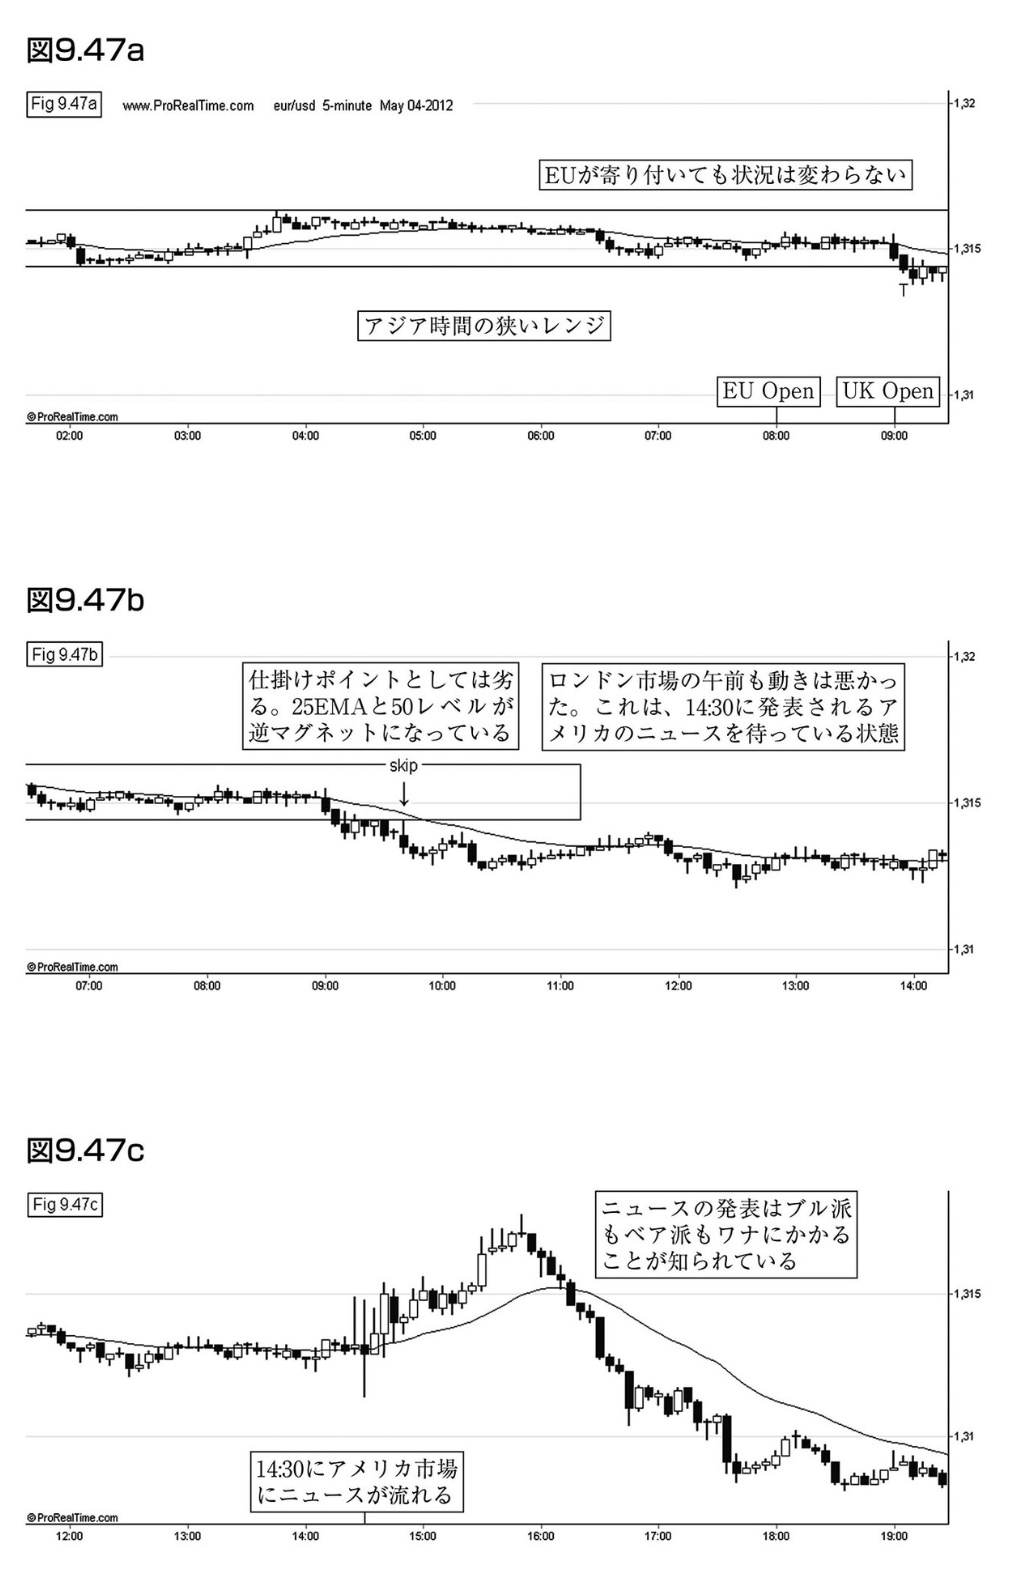 図9.47a
Fig 9.47a www.ProRealTime.com eur/usd 5-minute May 04-2012
1,32
EUが寄り付いても状況は変わらない
1,315
T
アジア時間の狭いレンジ
EU Open UK Open
1,31
©ProRealTime.com
02:00 03:00 04:00 05:00 06:00 07:00 08:00 09:00
図9.47b
Fig 9.47b
1,32
仕掛けポイントとしては劣
る。25EMAと50レベルが
逆マグネットになっている
ロンドン市場の午前も動きは悪かっ
た。これは、14:30に発表されるア
メリカのニュースを待っている状態
skip
1,315
1,31
©ProRealTime.com
07:00 08:00 09:00 10:00 11:00 12:00 13:00 14:00
図9.47c
Fig 9.47c
ニュースの発表はブル派
もベア派もワナにかかる
ことが知られている
1,315
1,31
14:30にアメリカ市場
にニュースが流れる
©ProRealTime.com
12:00 13:00 14:00 15:00 16:00 17:00 18:00 19:00